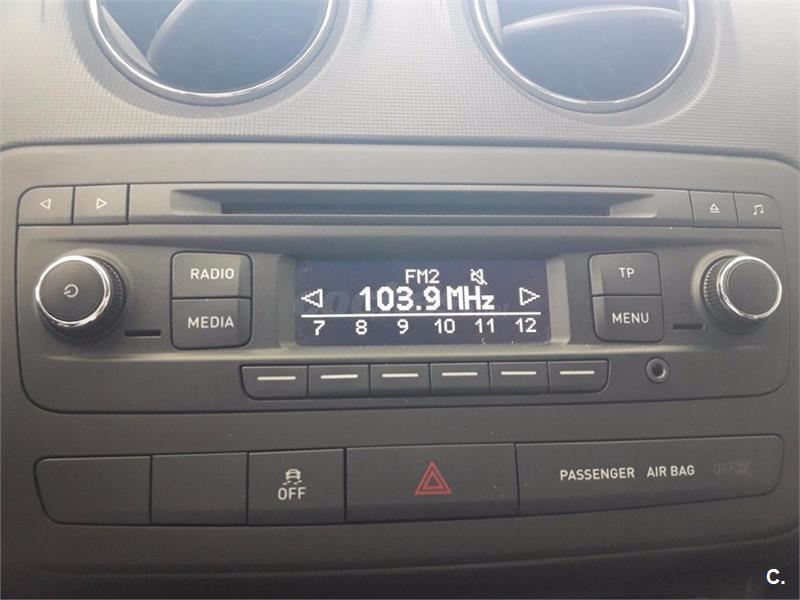 RADIO
MEDIA
FM2
103.9 MHz
7 8 9 10 11 12
TP
MENU
OFF
PASSENGER AIR BAG OFF
C.